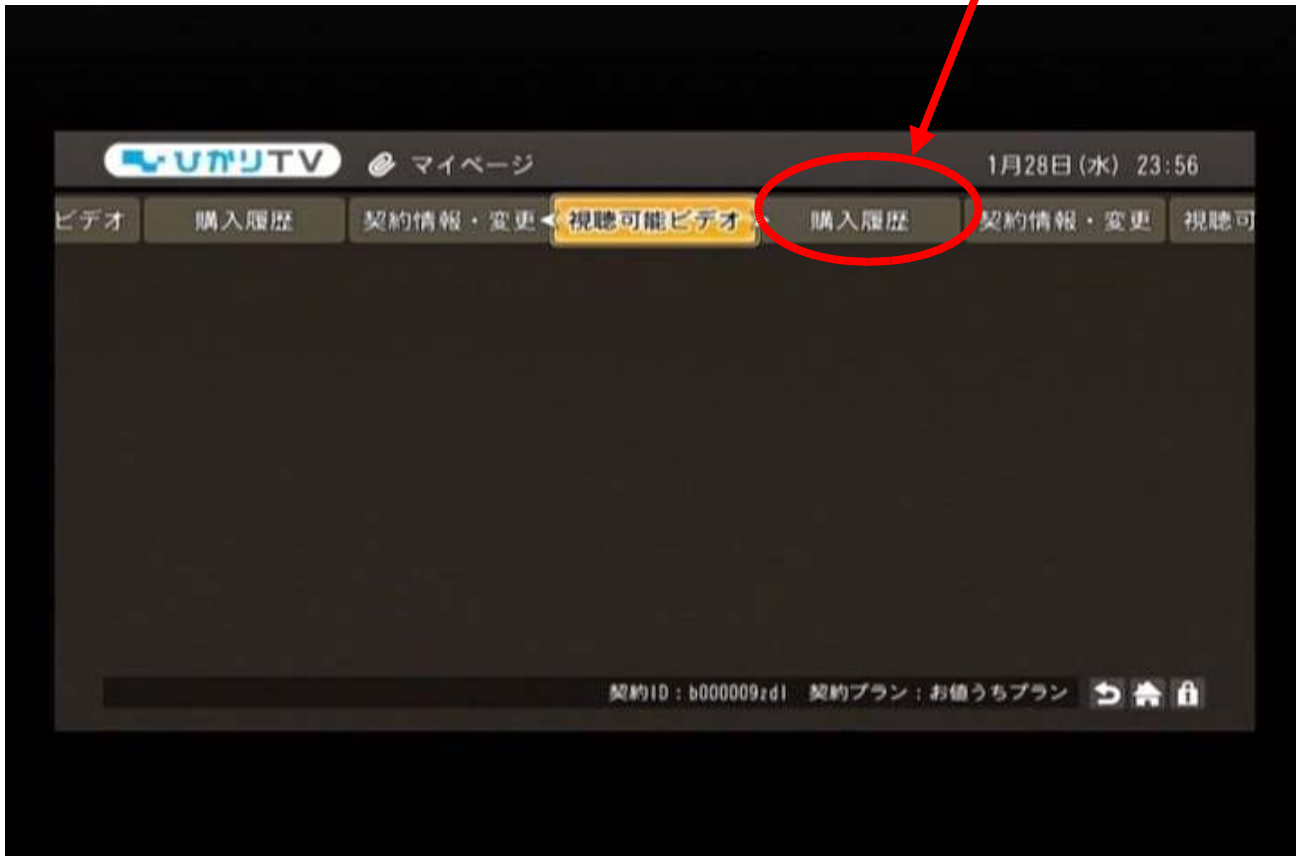 ひかりTV マイページ 1月28日(水) 23:56
ビデオ 購入履歴 契約情報・変更 視聴可能ビデオ 購入履歴 契約情報・変更 視聴可
契約ID:b000009zdl 契約プラン:お値うちプラン